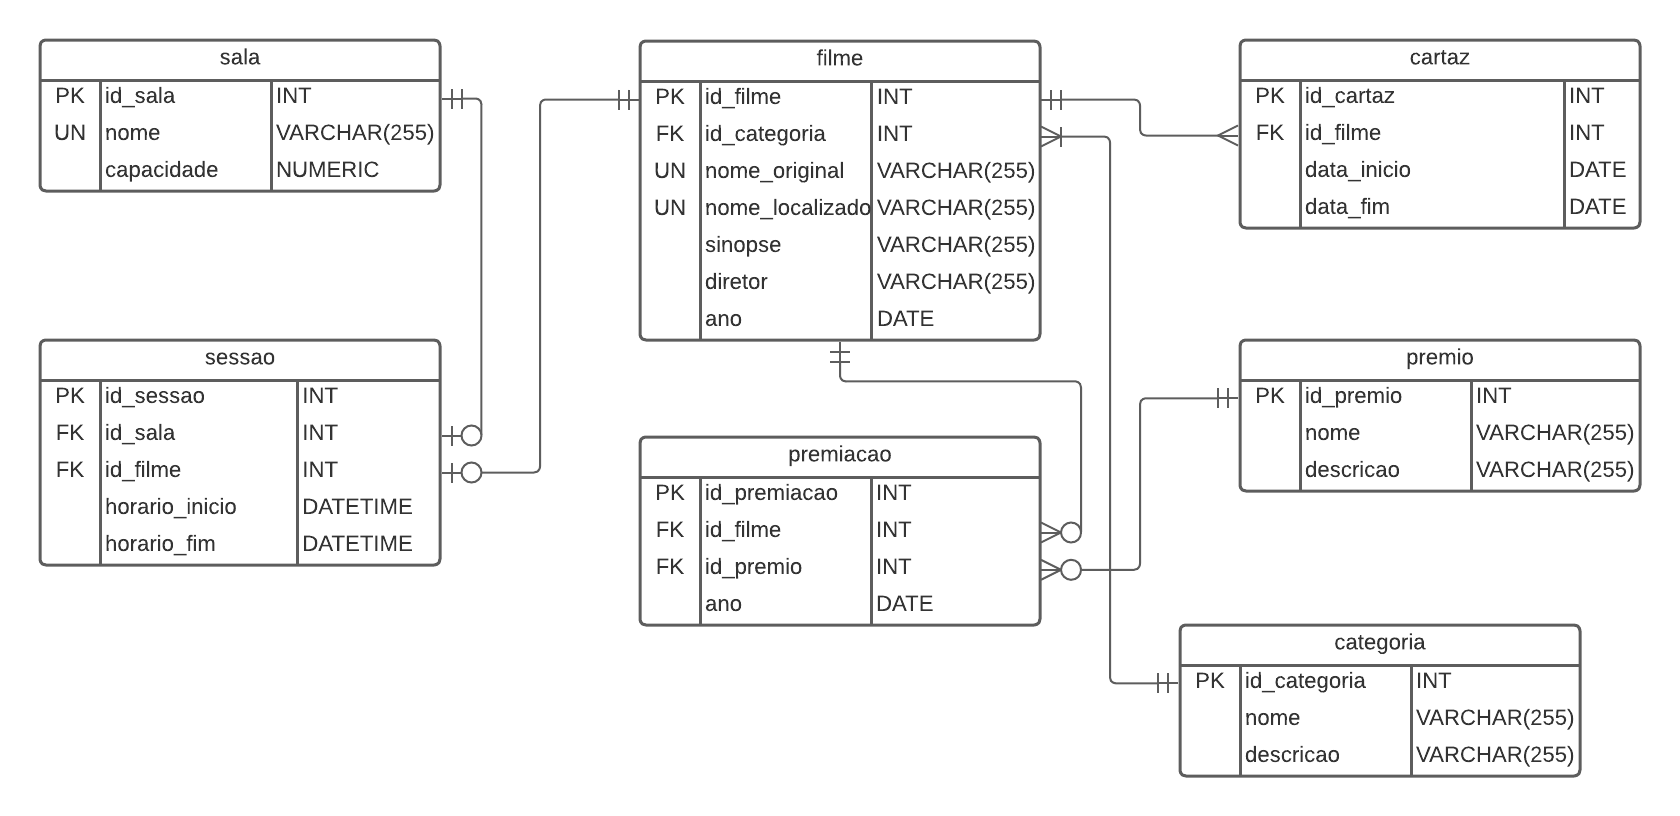 sala
PK id_sala INT
UN nome VARCHAR(255)
capacidade NUMERIC
filme
PK id_filme INT
FK id_categoria INT
UN nome_original VARCHAR(255)
UN nome_localizado VARCHAR(255)
sinopse VARCHAR(255)
diretor VARCHAR(255)
ano DATE
cartaz
PK id_cartaz INT
FK id_filme INT
data_inicio DATE
data_fim DATE
sessao
PK id_sessao INT
FK id_sala INT
FK id_filme INT
horario_inicio DATETIME
horario_fim DATETIME
premiacao
PK id_premiacao INT
FK id_filme INT
FK id_premio INT
ano DATE
premio
PK id_premio INT
nome VARCHAR(255)
descricao VARCHAR(255)
categoria
PK id_categoria INT
nome VARCHAR(255)
descricao VARCHAR(255)